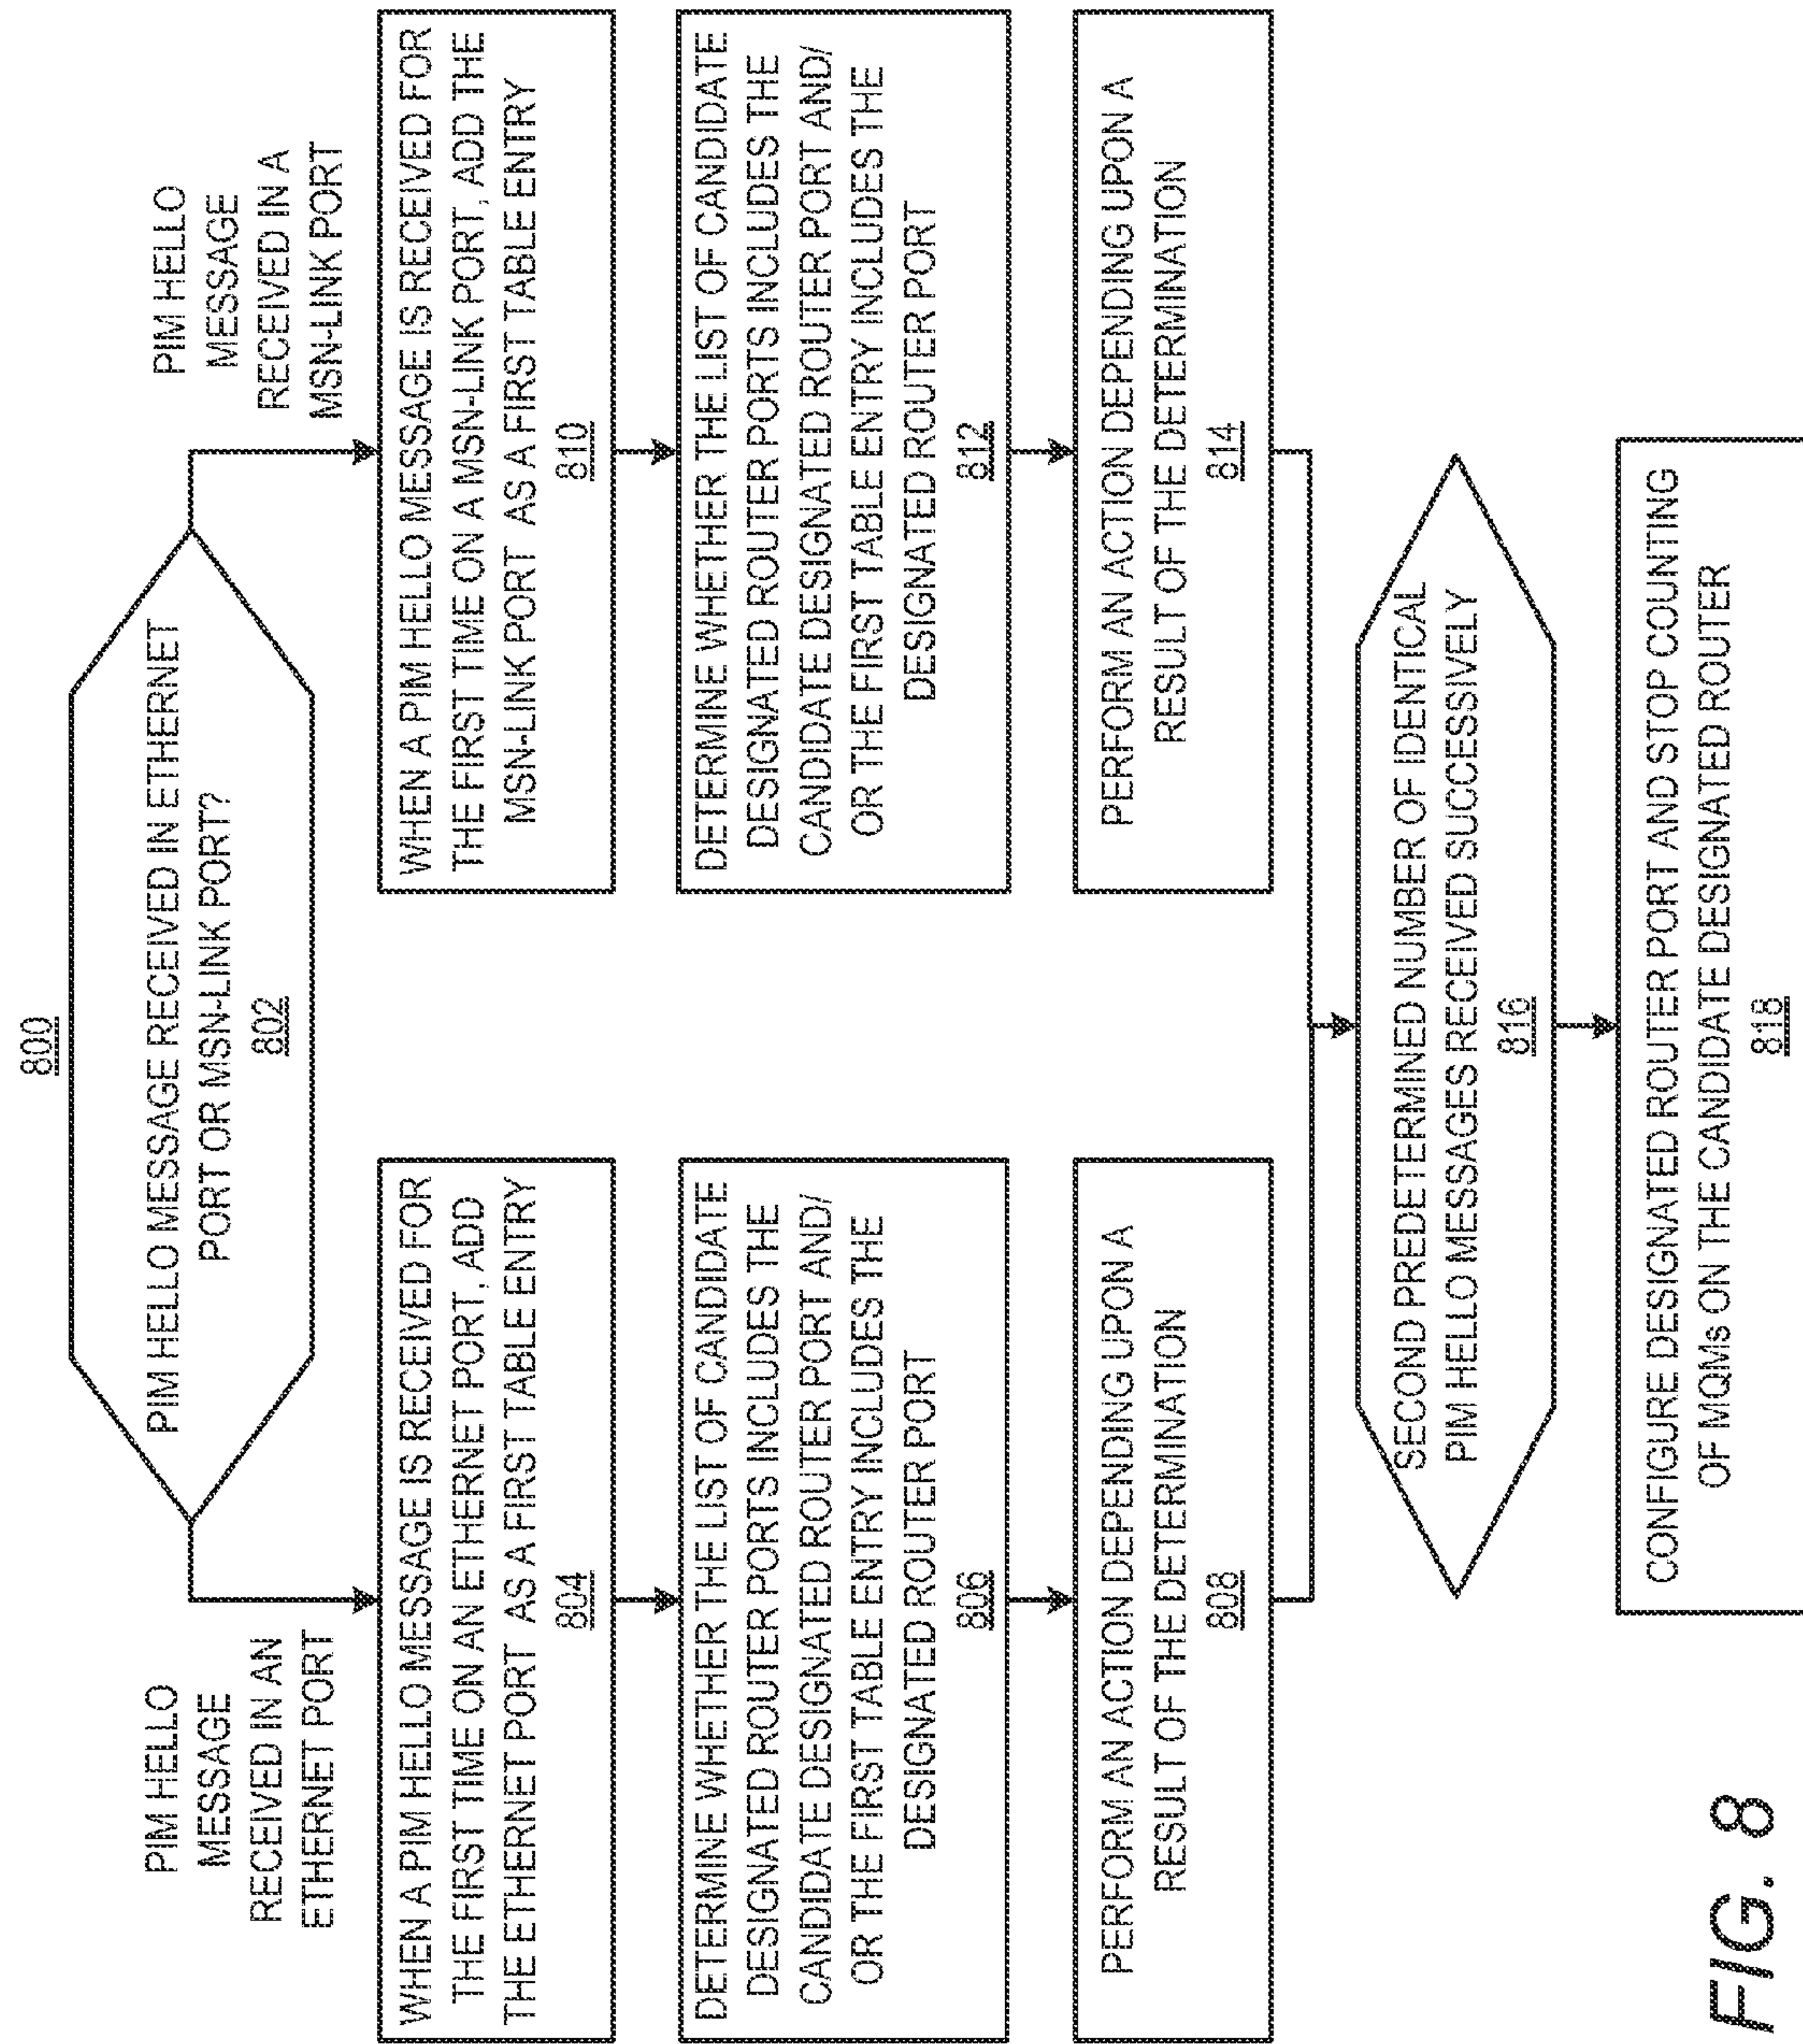 800
PIM HELLO MESSAGE RECEIVED IN ETHERNET
PORT OR MSN-LINK PORT?
802
PIM HELLO
MESSAGE
RECEIVED IN AN
ETHERNET PORT
WHEN A PIM HELLO MESSAGE IS RECEIVED FOR
THE FIRST TIME ON AN ETHERNET PORT, ADD
THE ETHERNET PORT AS A FIRST TABLE ENTRY
804
DETERMINE WHETHER THE LIST OF CANDIDATE
DESIGNATED ROUTER PORTS INCLUDES THE
CANDIDATE DESIGNATED ROUTER PORT AND/
OR THE FIRST TABLE ENTRY INCLUDES THE
DESIGNATED ROUTER PORT
806
PERFORM AN ACTION DEPENDING UPON A
RESULT OF THE DETERMINATION
808
PIM HELLO
MESSAGE
RECEIVED IN A
MSN-LINK PORT
WHEN A PIM HELLO MESSAGE IS RECEIVED FOR
THE FIRST TIME ON A MSN-LINK PORT, ADD THE
MSN-LINK PORT AS A FIRST TABLE ENTRY
810
DETERMINE WHETHER THE LIST OF CANDIDATE
DESIGNATED ROUTER PORTS INCLUDES THE
CANDIDATE DESIGNATED ROUTER PORT AND/
OR THE FIRST TABLE ENTRY INCLUDES THE
DESIGNATED ROUTER PORT
812
PERFORM AN ACTION DEPENDING UPON A
RESULT OF THE DETERMINATION
814
SECOND PREDETERMINED NUMBER OF IDENTICAL
PIM HELLO MESSAGES RECEIVED SUCCESSIVELY
816
CONFIGURE DESIGNATED ROUTER PORT AND STOP COUNTING
OF MQMs ON THE CANDIDATE DESIGNATED ROUTER
818
FIG. 8